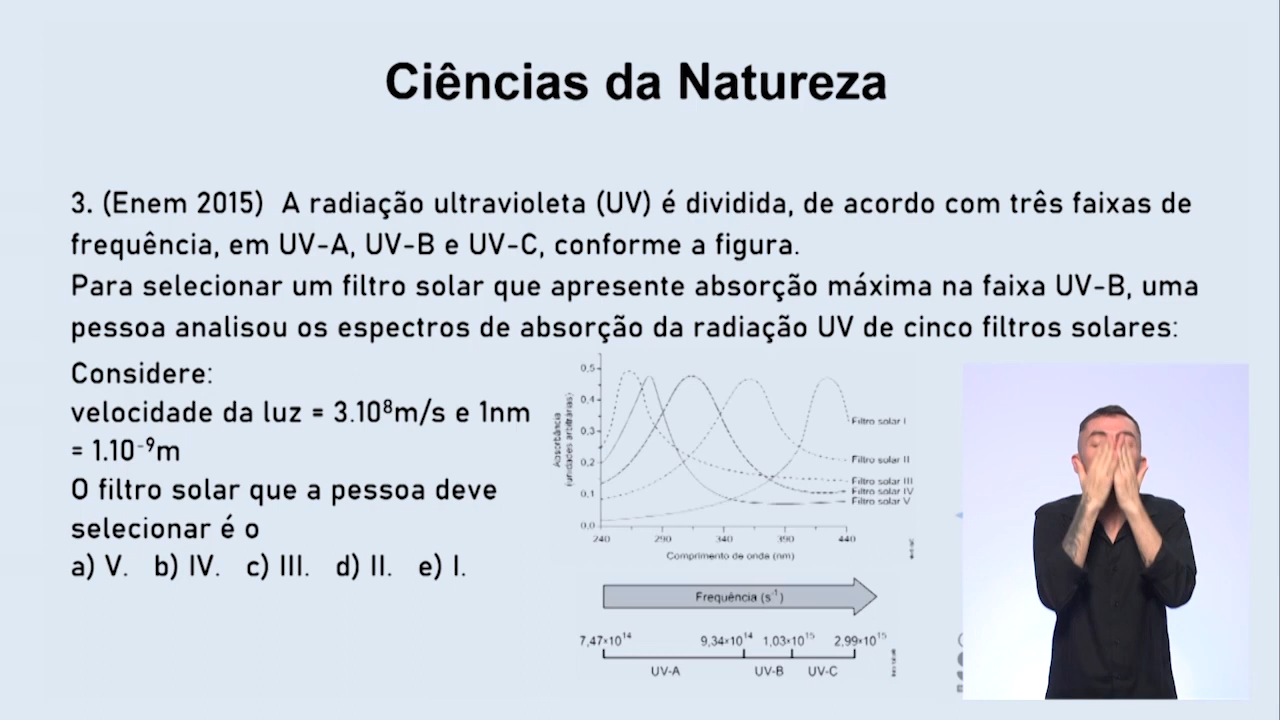 Ciências da Natureza
3. (Enem 2015)  A radiação ultravioleta (UV) é dividida, de acordo com três faixas de
frequência, em UV-A, UV-B e UV-C, conforme a figura.
Para selecionar um filtro solar que apresente absorção máxima na faixa UV-B, uma
pessoa analisou os espectros de absorção da radiação UV de cinco filtros solares:
Considere:
velocidade da luz = 3.10⁸m/s e 1nm
= 1.10⁻⁹m
O filtro solar que a pessoa deve
selecionar é o
a) V.   b) IV.   c) III.   d) II.   e) I.
Absorbância
(unidades arbitrárias)
0,5
0,4
0,3
0,2
0,1
0,0
240 290 340 390 440
Comprimento de onda (nm)
Filtro solar I
Filtro solar II
Filtro solar III
Filtro solar IV
Filtro solar V
Frequência (s⁻¹)
7,47×10¹⁴ 9,34×10¹⁴ 1,03×10¹⁵ 2,99×10¹⁵
UV-A UV-B UV-C